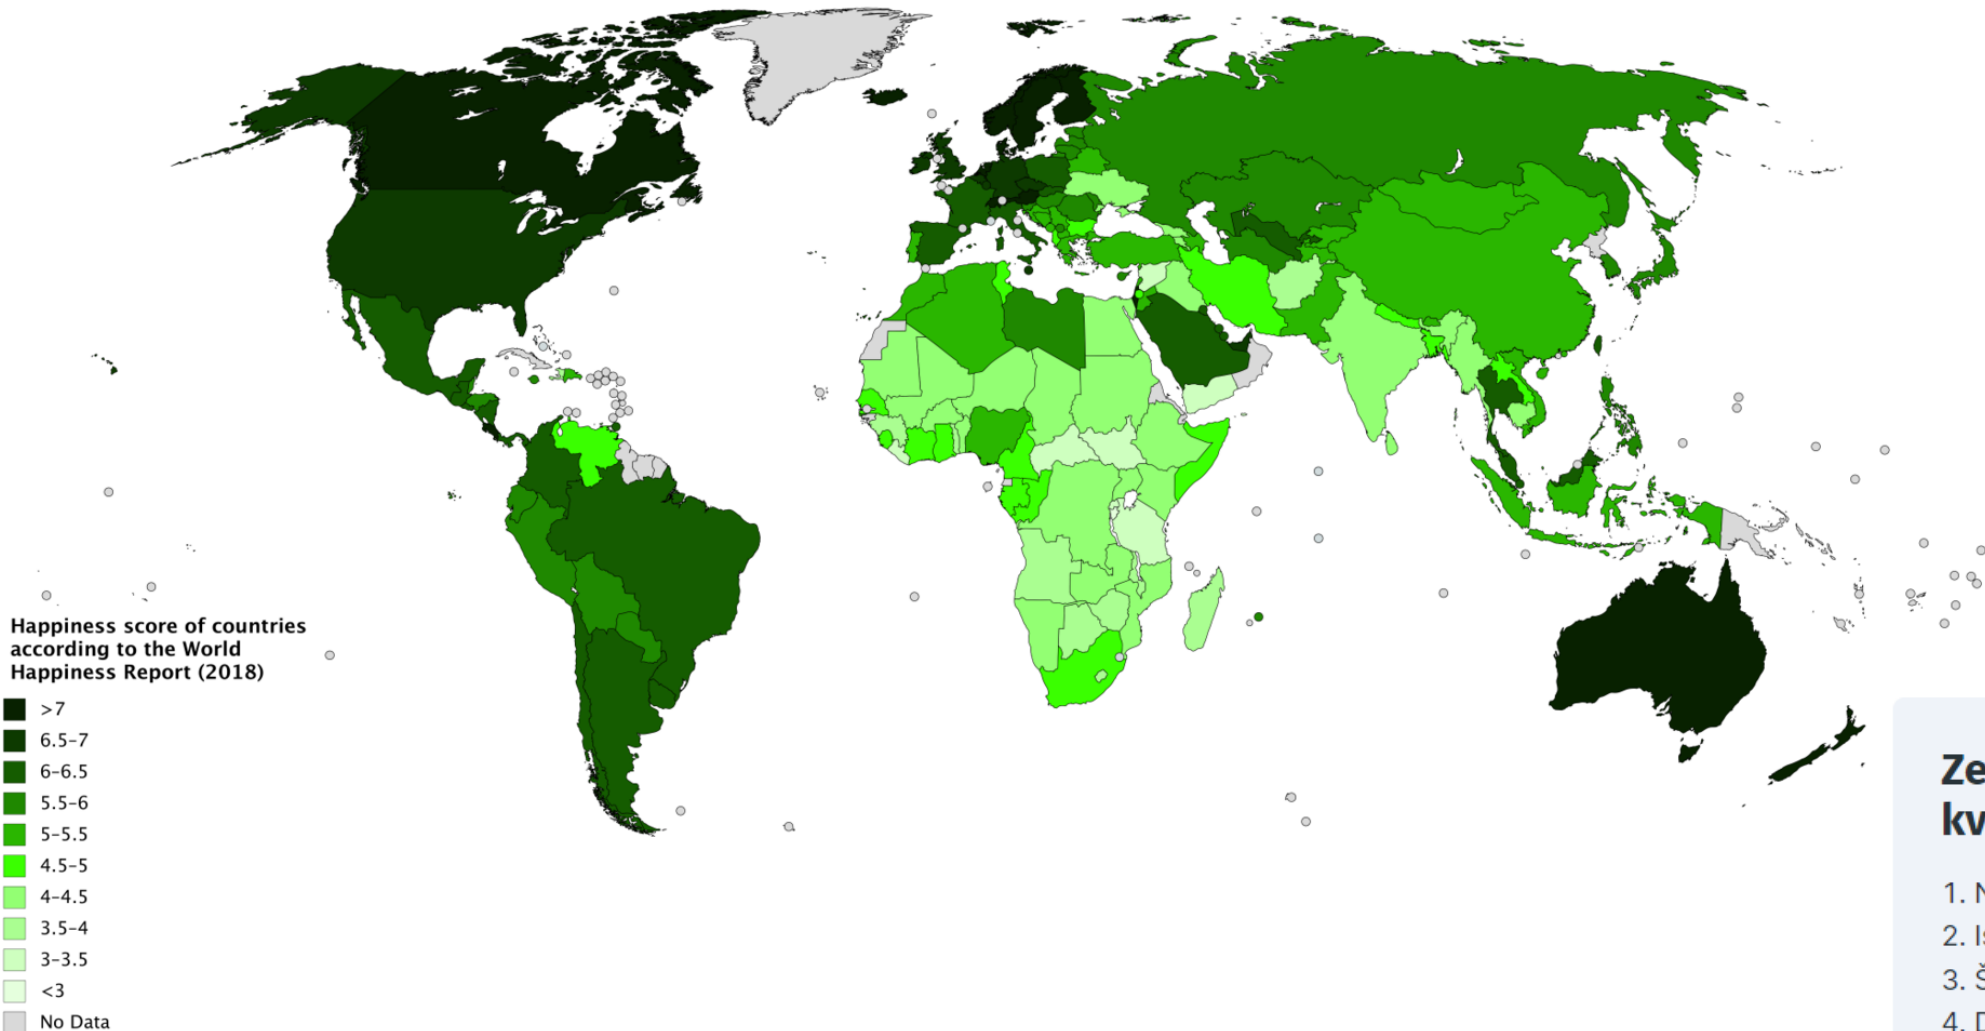 Happiness score of countries
according to the World
Happiness Report (2018)
>7
6.5–7
6–6.5
5.5–6
5–5.5
4.5–5
4–4.5
3.5–4
3–3.5
<3
No Data
Ze
kv
1. N
2. Is
3. Š
4. D